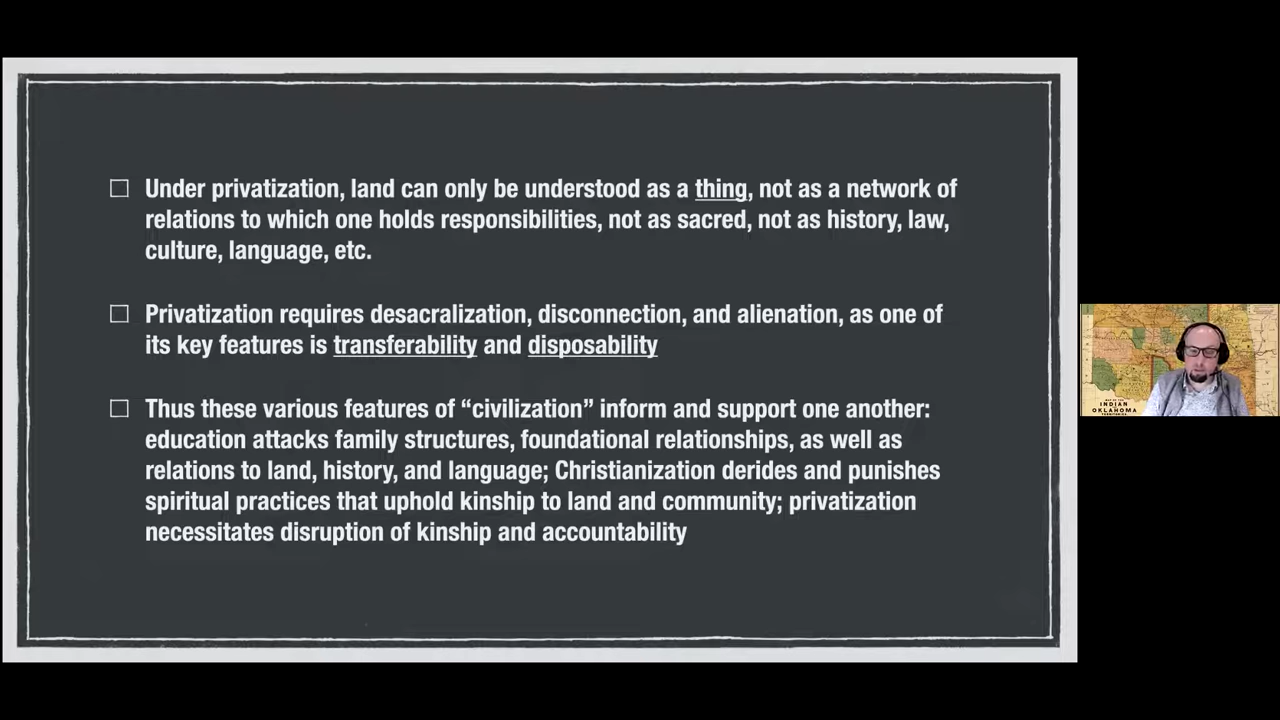 Under privatization, land can only be understood as a thing, not as a network of
relations to which one holds responsibilities, not as sacred, not as history, law,
culture, language, etc.
Privatization requires desacralization, disconnection, and alienation, as one of
its key features is transferability and disposability
Thus these various features of “civilization” inform and support one another:
education attacks family structures, foundational relationships, as well as
relations to land, history, and language; Christianization derides and punishes
spiritual practices that uphold kinship to land and community; privatization
necessitates disruption of kinship and accountability
INDIAN
OKLAHOMA